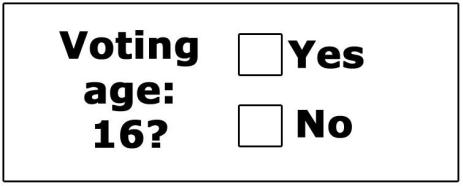 Voting
age:
16?
Yes
No